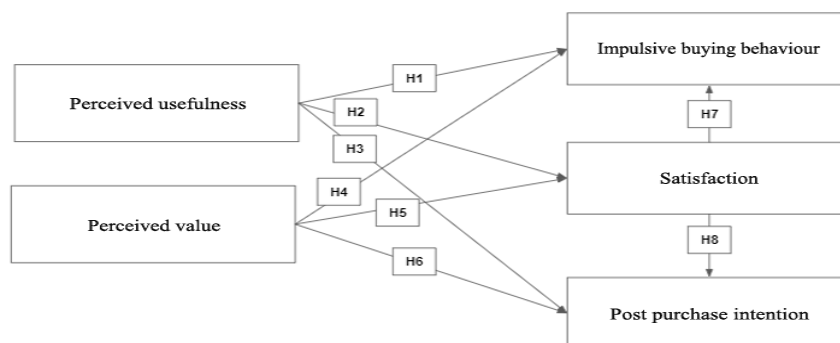 Impulsive buying behaviour
H1
Perceived usefulness
H2
H7
H3
Satisfaction
H4
H5
Perceived value
H8
H6
Post purchase intention